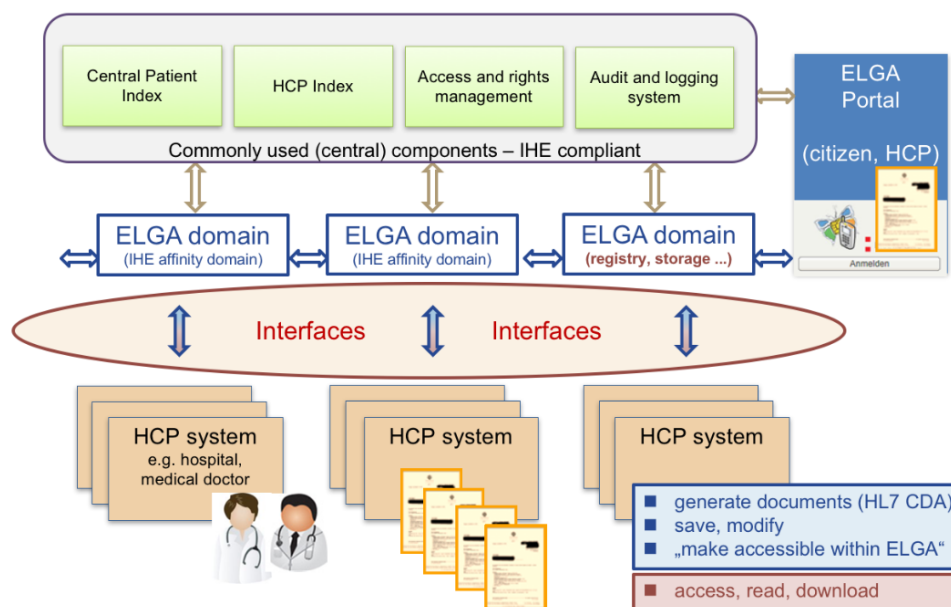 Central Patient
Index
HCP Index
Access and rights
management
Audit and logging
system
Commonly used (central) components – IHE compliant
ELGA
Portal
(citizen, HCP)
Anmelden
ELGA domain
(IHE affinity domain)
ELGA domain
(IHE affinity domain)
ELGA domain
(registry, storage ...)
Interfaces
Interfaces
HCP system
e.g. hospital,
medical doctor
HCP system
HCP system
generate documents (HL7 CDA)
save, modify
„make accessible within ELGA“
access, read, download